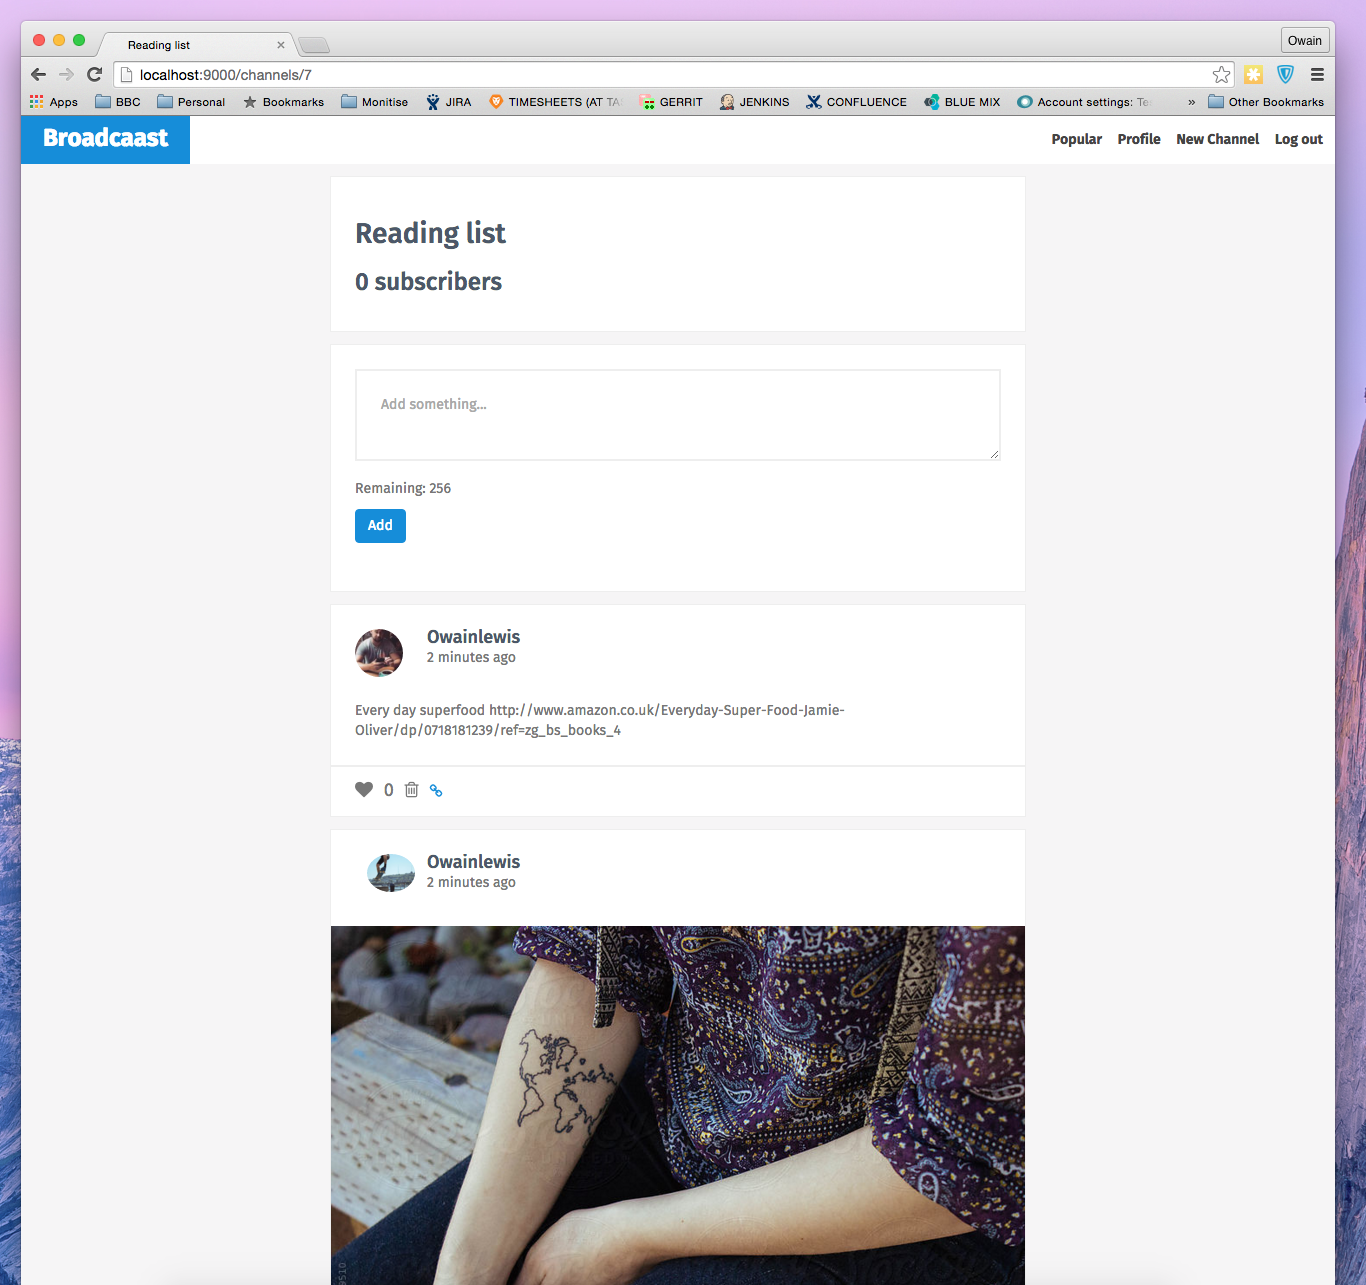 Reading list
Owain
localhost:9000/channels/7
Apps BBC Personal Bookmarks Monitise JIRA TIMESHEETS (AT GERRIT JENKINS CONFLUENCE BLUE MIX Account settings: » Other Bookmarks
Broadcaast
Popular Profile New Channel Log out
Reading list
0 subscribers
Add something...
Remaining: 256
Add
Owainlewis
2 minutes ago
Every day superfood http://www.amazon.co.uk/Everyday-Super-Food-Jamie-
Oliver/dp/0718181239/ref=zg_bs_books_4
0
Owainlewis
2 minutes ago